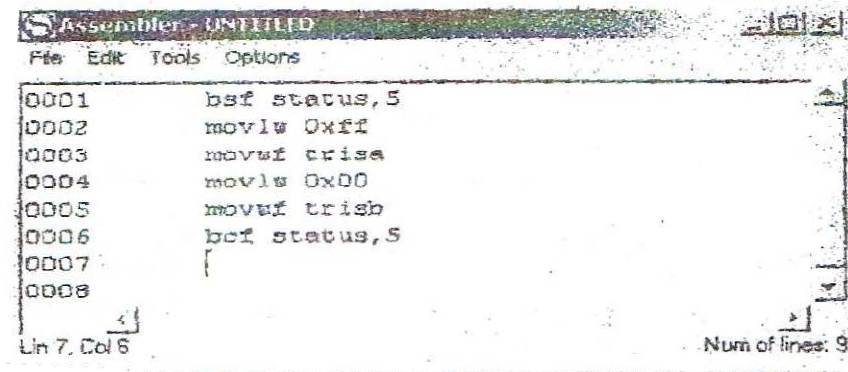 Assembler - UNTITLED
File Edit Tools Options
0001 bsf status,5
0002 movlw 0xff
0003 movwf trisa
0004 movlw 0x00
0005 movwf trisb
0006 bcf status,5
0007
0008
Lin 7, Col 6
Num of lines: 9